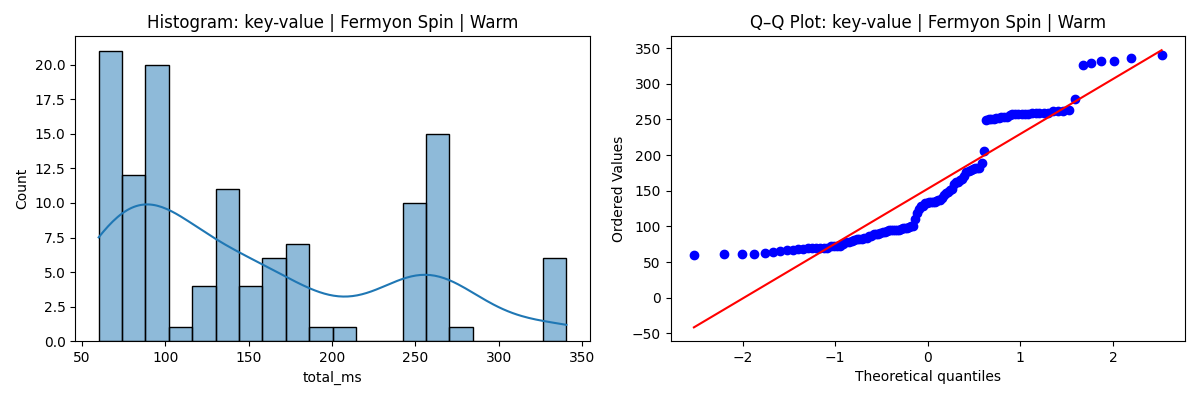 Histogram: key-value | Fermyon Spin | Warm
Count
20.0
17.5
15.0
12.5
10.0
7.5
5.0
2.5
0.0
50 100 150 200 250 300 350
total_ms
Q–Q Plot: key-value | Fermyon Spin | Warm
Ordered Values
350
300
250
200
150
100
50
0
−50
−2 −1 0 1 2
Theoretical quantiles